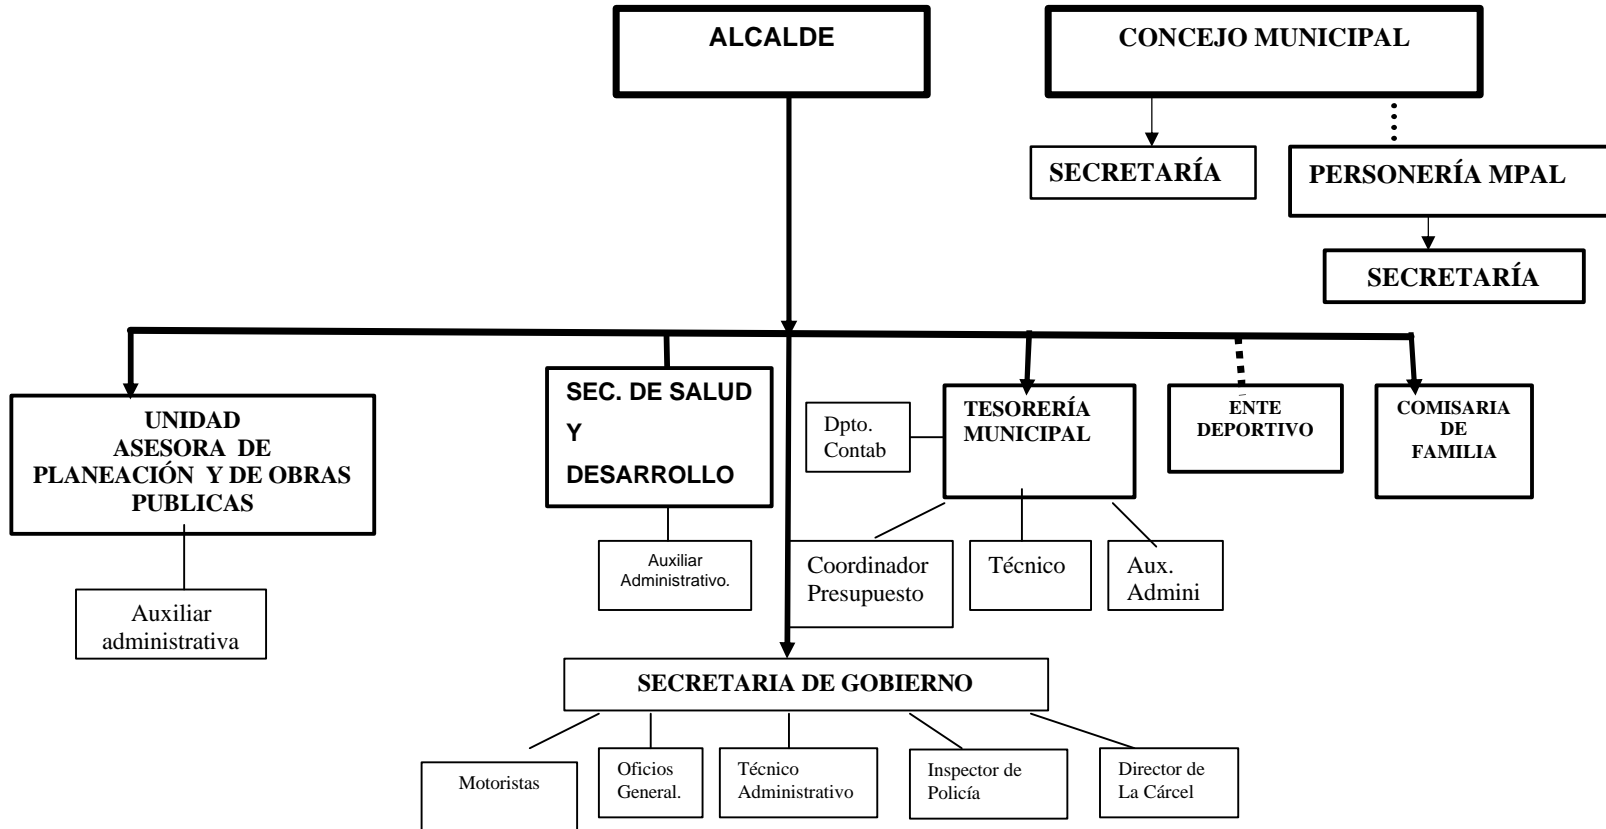 ALCALDE
CONCEJO MUNICIPAL
SECRETARÍA
PERSONERÍA MPAL
SECRETARÍA
UNIDAD
ASESORA DE
PLANEACIÓN Y DE OBRAS
PUBLICAS
SEC. DE SALUD
Y
DESARROLLO
Dpto.
Contab
TESORERÍA
MUNICIPAL
ENTE
DEPORTIVO
COMISARIA
DE
FAMILIA
Auxiliar
administrativa
Auxiliar
Administrativo.
Coordinador
Presupuesto
Técnico
Aux.
Admini
SECRETARIA DE GOBIERNO
Motoristas
Oficios
General.
Técnico
Administrativo
Inspector de
Policía
Director de
La Cárcel